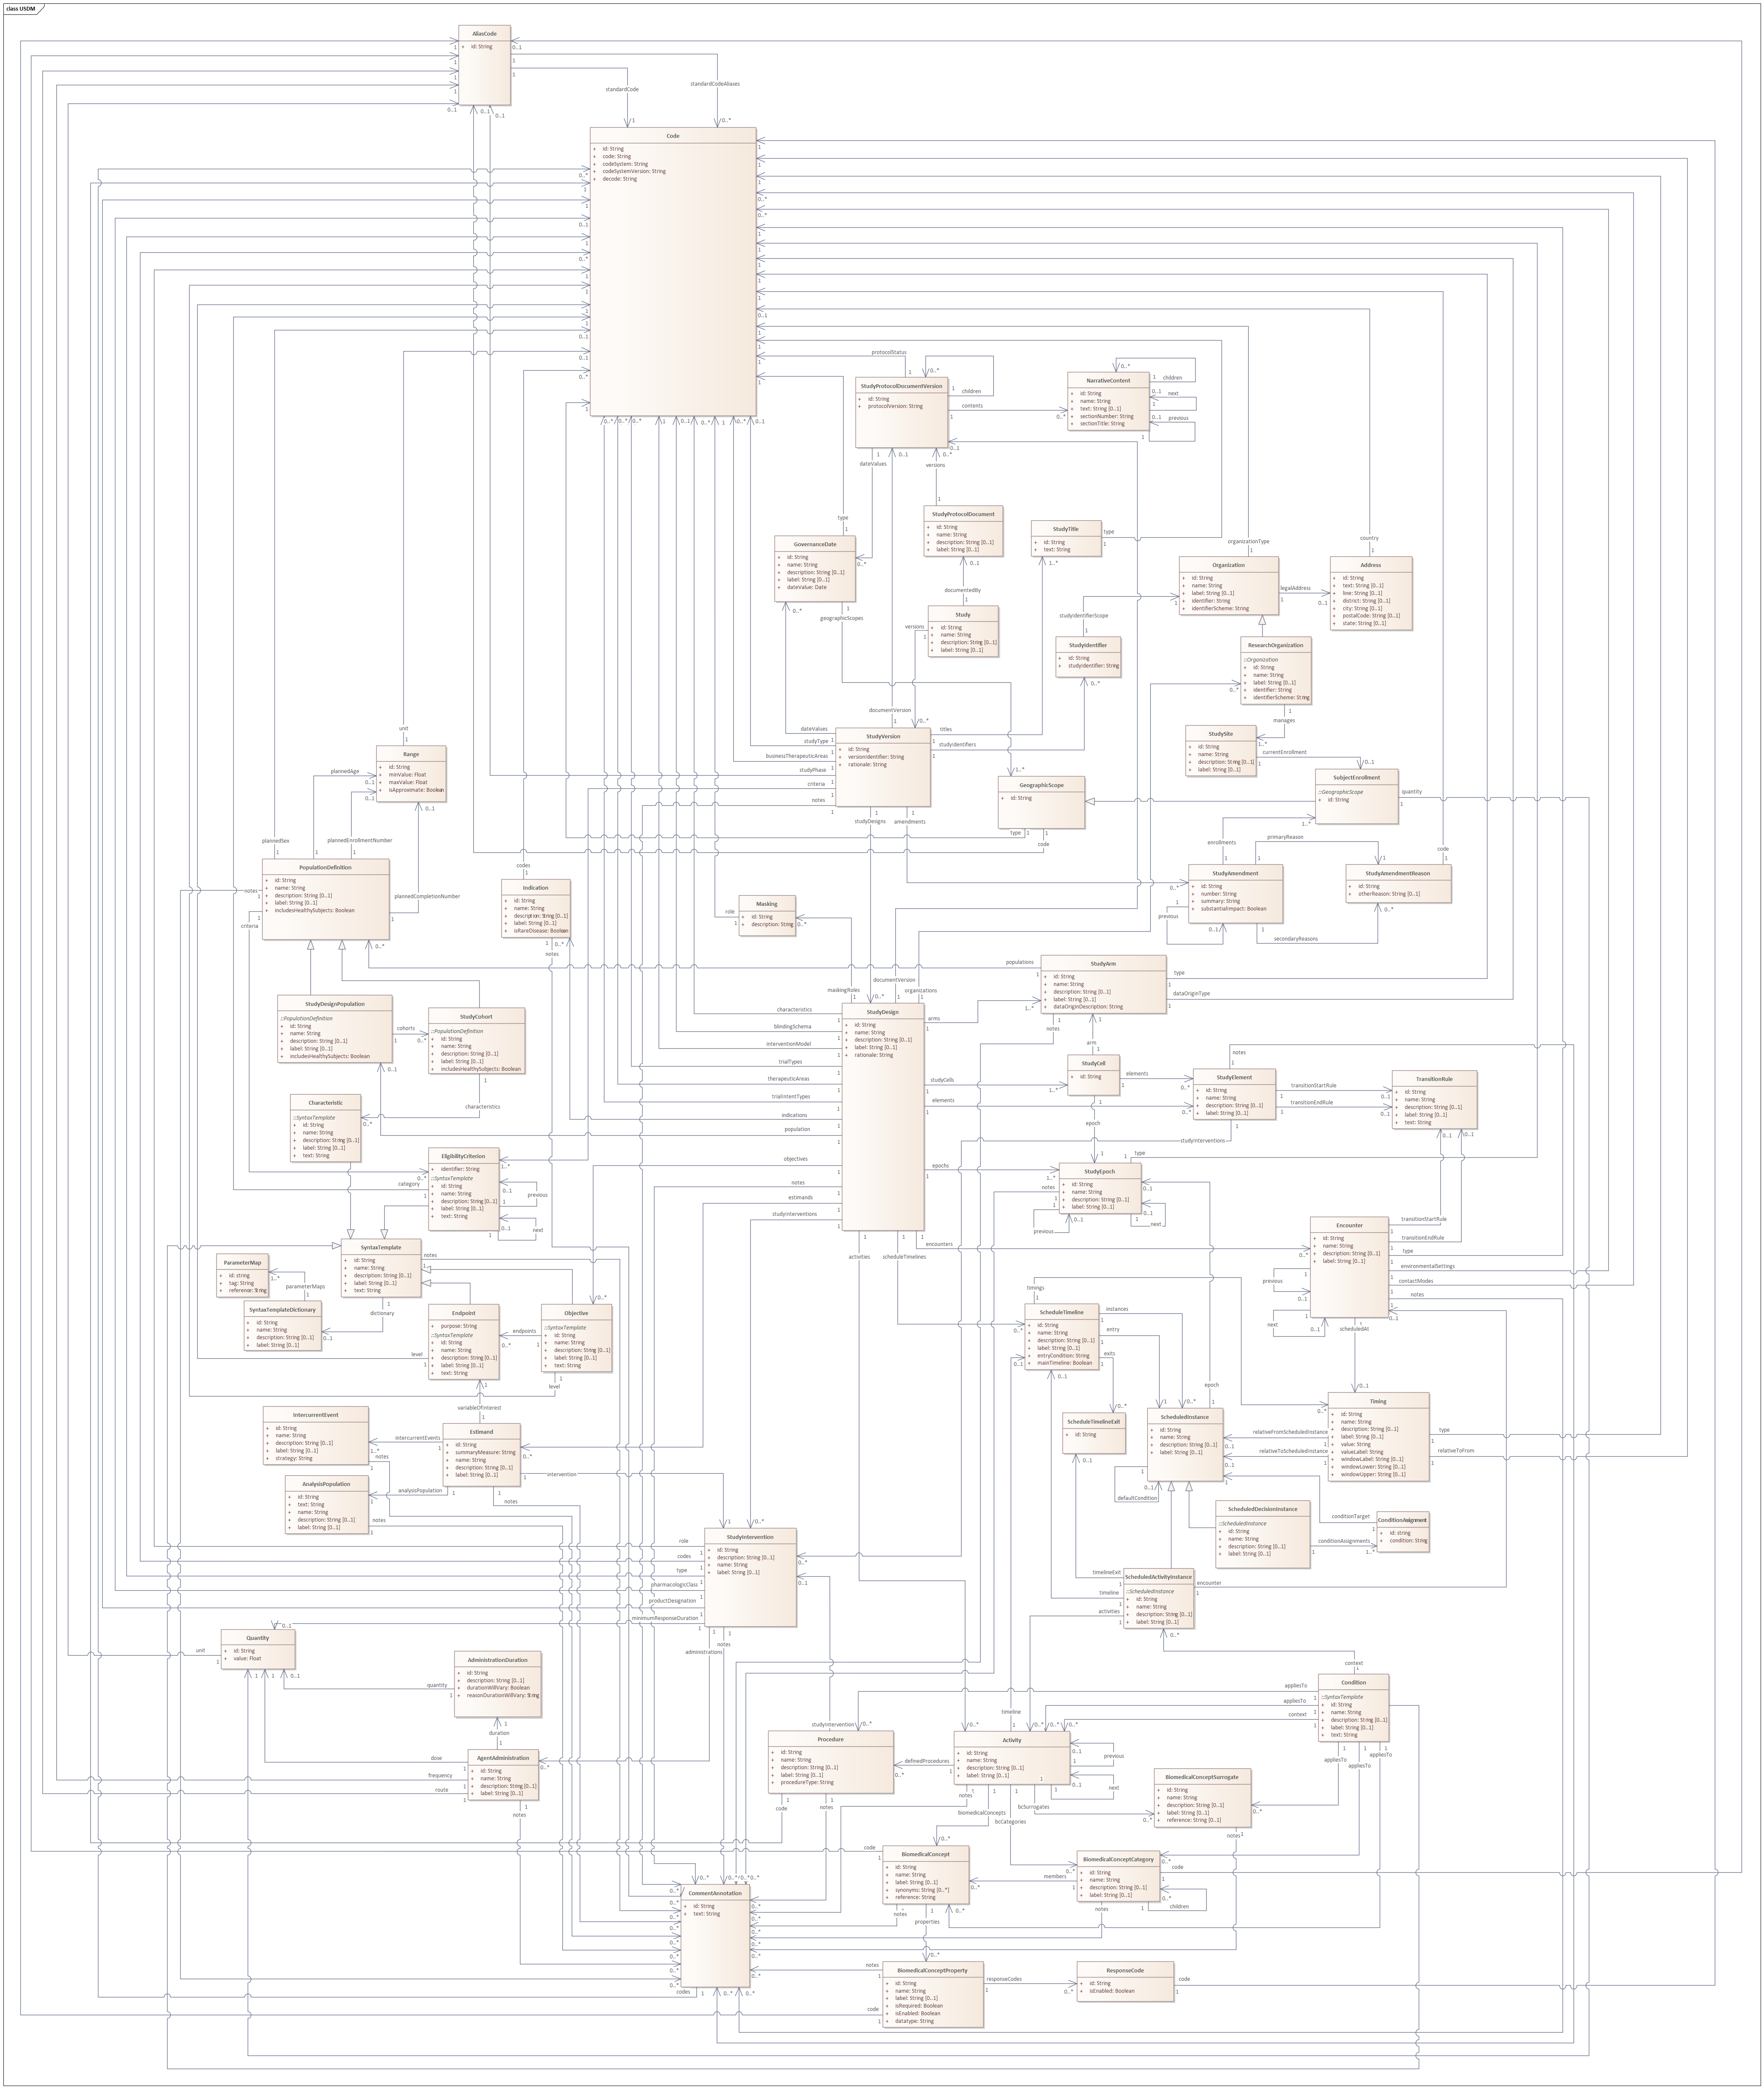 class USDM
AliasCode
+ id: String
standardCode
standardCodeAliases
Code
+ id: String
+ code: String
+ codeSystem: String
+ codeSystemVersion: String
+ decode: String
protocolStatus
StudyProtocolDocumentVersion
+ id: String
+ protocolVersion: String
children
contents
dateValues
NarrativeContent
+ id: String
+ name: String
+ text: String [0..1]
+ sectionNumber: String
+ sectionTitle: String
children
next
previous
versions
StudyProtocolDocument
+ id: String
+ name: String
+ description: String [0..1]
+ label: String [0..1]
documentedBy
StudyTitle
+ id: String
+ text: String
type
type
GovernanceDate
+ id: String
+ name: String
+ description: String [0..1]
+ label: String [0..1]
+ dateValue: Date
geographicScopes
Study
+ id: String
+ name: String
+ description: String [0..1]
+ label: String [0..1]
versions
organizationType
Organization
+ id: String
+ name: String
+ label: String [0..1]
+ identifier: String
+ identifierScheme: String
legalAddress
country
Address
+ id: String
+ text: String [0..1]
+ line: String [0..1]
+ district: String [0..1]
+ city: String [0..1]
+ postalCode: String [0..1]
+ state: String [0..1]
studyIdentifierScope
StudyIdentifier
+ id: String
+ studyIdentifier: String
ResearchOrganization
::Organization
+ id: String
+ name: String
+ label: String [0..1]
+ identifier: String
+ identifierScheme: String
manages
StudySite
+ id: String
+ name: String
+ description: String [0..1]
+ label: String [0..1]
currentEnrollment
SubjectEnrollment
::GeographicScope
+ id: String
quantity
documentVersion
StudyVersion
+ id: String
+ versionIdentifier: String
+ rationale: String
dateValues
studyType
businessTherapeuticAreas
studyPhase
criteria
notes
titles
studyIdentifiers
studyDesigns
amendments
GeographicScope
+ id: String
type
code
unit
Range
+ id: String
+ minValue: Float
+ maxValue: Float
+ isApproximate: Boolean
plannedAge
plannedEnrollmentNumber
plannedSex
plannedCompletionNumber
PopulationDefinition
+ id: String
+ name: String
+ description: String [0..1]
+ label: String [0..1]
+ includesHealthySubjects: Boolean
notes
criteria
codes
Indication
+ id: String
+ name: String
+ description: String [0..1]
+ label: String [0..1]
+ isRareDisease: Boolean
notes
Masking
+ id: String
+ description: String
role
enrollments
primaryReason
StudyAmendment
+ id: String
+ number: String
+ summary: String
+ substantialImpact: Boolean
previous
secondaryReasons
code
StudyAmendmentReason
+ id: String
+ otherReason: String [0..1]
populations
StudyArm
+ id: String
+ name: String
+ description: String [0..1]
+ label: String [0..1]
+ dataOriginDescription: String
type
dataOriginType
notes
arm
StudyDesignPopulation
::PopulationDefinition
+ id: String
+ name: String
+ description: String [0..1]
+ label: String [0..1]
+ includesHealthySubjects: Boolean
cohorts
StudyCohort
::PopulationDefinition
+ id: String
+ name: String
+ description: String [0..1]
+ label: String [0..1]
+ includesHealthySubjects: Boolean
characteristics
maskingRoles
documentVersion
organizations
StudyDesign
+ id: String
+ name: String
+ description: String [0..1]
+ label: String [0..1]
+ rationale: String
characteristics
blindingSchema
interventionModel
trialTypes
therapeuticAreas
trialIntentTypes
indications
population
objectives
notes
estimands
studyInterventions
activities
scheduleTimelines
encounters
arms
studyCells
elements
epochs
StudyCell
+ id: String
elements
epoch
StudyElement
+ id: String
+ name: String
+ description: String [0..1]
+ label: String [0..1]
notes
transitionStartRule
transitionEndRule
studyInterventions
TransitionRule
+ id: String
+ name: String
+ description: String [0..1]
+ label: String [0..1]
+ text: String
Characteristic
::SyntaxTemplate
+ id: String
+ name: String
+ description: String [0..1]
+ label: String [0..1]
+ text: String
EligibilityCriterion
+ identifier: String
::SyntaxTemplate
+ id: String
+ name: String
+ description: String [0..1]
+ label: String [0..1]
+ text: String
category
previous
next
StudyEpoch
+ id: String
+ name: String
+ description: String [0..1]
+ label: String [0..1]
type
notes
previous
next
Encounter
+ id: String
+ name: String
+ description: String [0..1]
+ label: String [0..1]
transitionStartRule
transitionEndRule
type
environmentalSettings
contactModes
notes
previous
next
scheduledAt
SyntaxTemplate
+ id: String
+ name: String
+ description: String [0..1]
+ label: String [0..1]
+ text: String
notes
dictionary
ParameterMap
+ id: string
+ tag: String
+ reference: String
parameterMaps
SyntaxTemplateDictionary
+ id: String
+ name: String
+ description: String [0..1]
+ label: String [0..1]
Endpoint
+ purpose: String
::SyntaxTemplate
+ id: String
+ name: String
+ description: String [0..1]
+ label: String [0..1]
+ text: String
level
endpoints
Objective
::SyntaxTemplate
+ id: String
+ name: String
+ description: String [0..1]
+ label: String [0..1]
+ text: String
level
timings
ScheduleTimeline
+ id: String
+ name: String
+ description: String [0..1]
+ label: String [0..1]
+ entryCondition: String
+ mainTimeline: Boolean
instances
entry
exits
epoch
ScheduleTimelineExit
+ id: String
ScheduledInstance
+ id: String
+ name: String
+ description: String [0..1]
+ label: String [0..1]
defaultCondition
relativeFromScheduledInstance
relativeToScheduledInstance
Timing
+ id: String
+ name: String
+ description: String [0..1]
+ label: String [0..1]
+ value: String
+ valueLabel: String
+ windowLabel: String [0..1]
+ windowLower: String [0..1]
+ windowUpper: String [0..1]
type
relativeToFrom
variableOfInterest
IntercurrentEvent
+ id: String
+ name: String
+ description: String [0..1]
+ label: String [0..1]
+ strategy: String
notes
intercurrentEvents
Estimand
+ id: String
+ summaryMeasure: String
+ name: String
+ description: String [0..1]
+ label: String [0..1]
intervention
notes
analysisPopulation
AnalysisPopulation
+ id: String
+ text: String
+ name: String
+ description: String [0..1]
+ label: String [0..1]
notes
ScheduledDecisionInstance
::ScheduledInstance
+ id: String
+ name: String
+ description: String [0..1]
+ label: String [0..1]
conditionTarget
conditionAssignments
ConditionAssignment
+ id: string
+ condition: String
StudyIntervention
+ id: String
+ description: String [0..1]
+ name: String
+ label: String [0..1]
role
codes
type
pharmacologicClass
productDesignation
minimumResponseDuration
administrations
notes
timelineExit
timeline
activities
ScheduledActivityInstance
::ScheduledInstance
+ id: String
+ name: String
+ description: String [0..1]
+ label: String [0..1]
encounter
Quantity
+ id: String
+ value: Float
unit
AdministrationDuration
+ id: String
+ description: String [0..1]
+ durationWillVary: Boolean
+ reasonDurationWillVary: String
quantity
duration
AgentAdministration
+ id: String
+ name: String
+ description: String [0..1]
+ label: String [0..1]
dose
frequency
route
notes
studyIntervention
Procedure
+ id: String
+ name: String
+ description: String [0..1]
+ label: String [0..1]
+ procedureType: String
code
notes
definedProcedures
timeline
Activity
+ id: String
+ name: String
+ description: String [0..1]
+ label: String [0..1]
previous
next
notes
biomedicalConcepts
bcCategories
bcSurrogates
context
Condition
::SyntaxTemplate
+ id: String
+ name: String
+ description: String [0..1]
+ label: String [0..1]
+ text: String
appliesTo
appliesTo
context
appliesTo
appliesTo
appliesTo
BiomedicalConceptSurrogate
+ id: String
+ name: String
+ description: String [0..1]
+ label: String [0..1]
+ reference: String [0..1]
notes
BiomedicalConcept
+ id: String
+ name: String
+ label: String [0..1]
+ synonyms: String [0..*]
+ reference: String
code
notes
properties
members
BiomedicalConceptCategory
+ id: String
+ name: String
+ description: String [0..1]
+ label: String [0..1]
code
children
notes
CommentAnnotation
+ id: String
+ text: String
codes
BiomedicalConceptProperty
+ id: String
+ name: String
+ label: String [0..1]
+ isRequired: Boolean
+ isEnabled: Boolean
+ datatype: String
notes
code
responseCodes
ResponseCode
+ id: String
+ isEnabled: Boolean
code